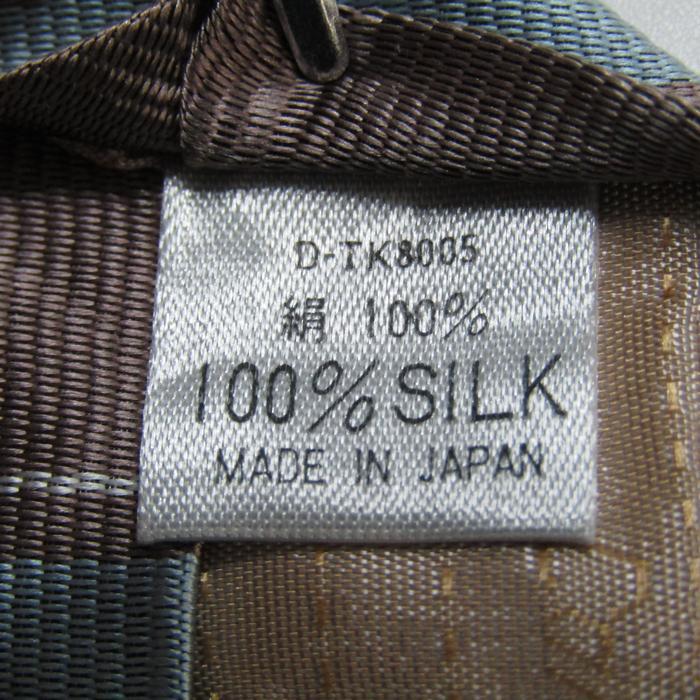 D-TK8005
絹 100%
100% SILK
MADE IN JAPAN